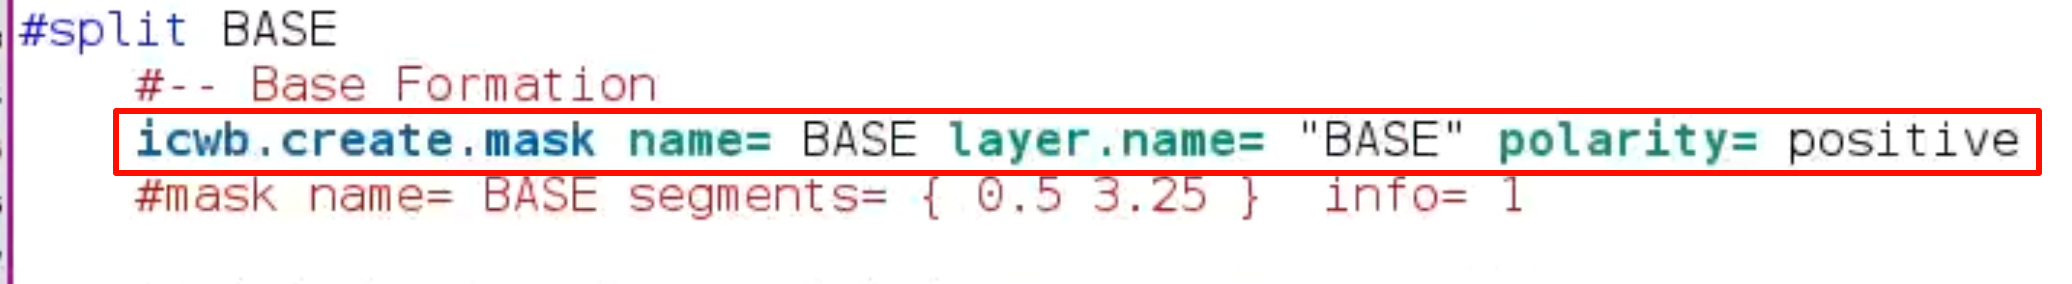 #split BASE
#-- Base Formation
icwb.create.mask name= BASE layer.name= "BASE" polarity= positive
#mask name= BASE segments= { 0.5 3.25 }  info= 1